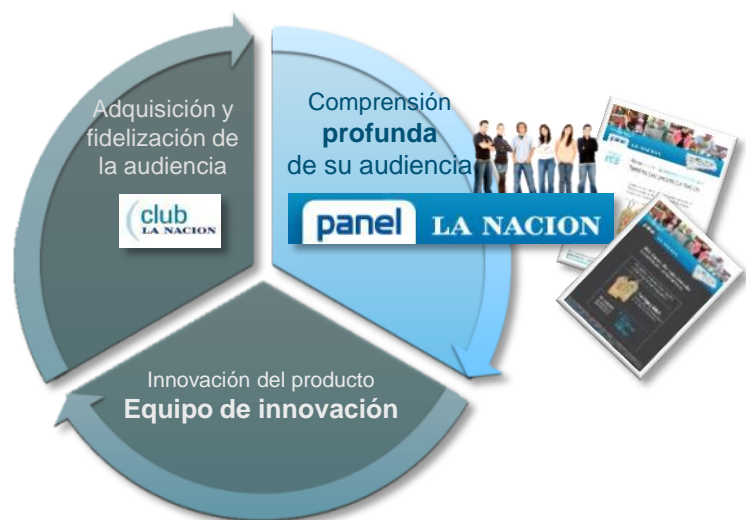 Adquisición y
fidelización de
la audiencia
club
LA NACION
Comprensión
profunda
de su audiencia
panel LA NACION
Innovación del producto
Equipo de innovación